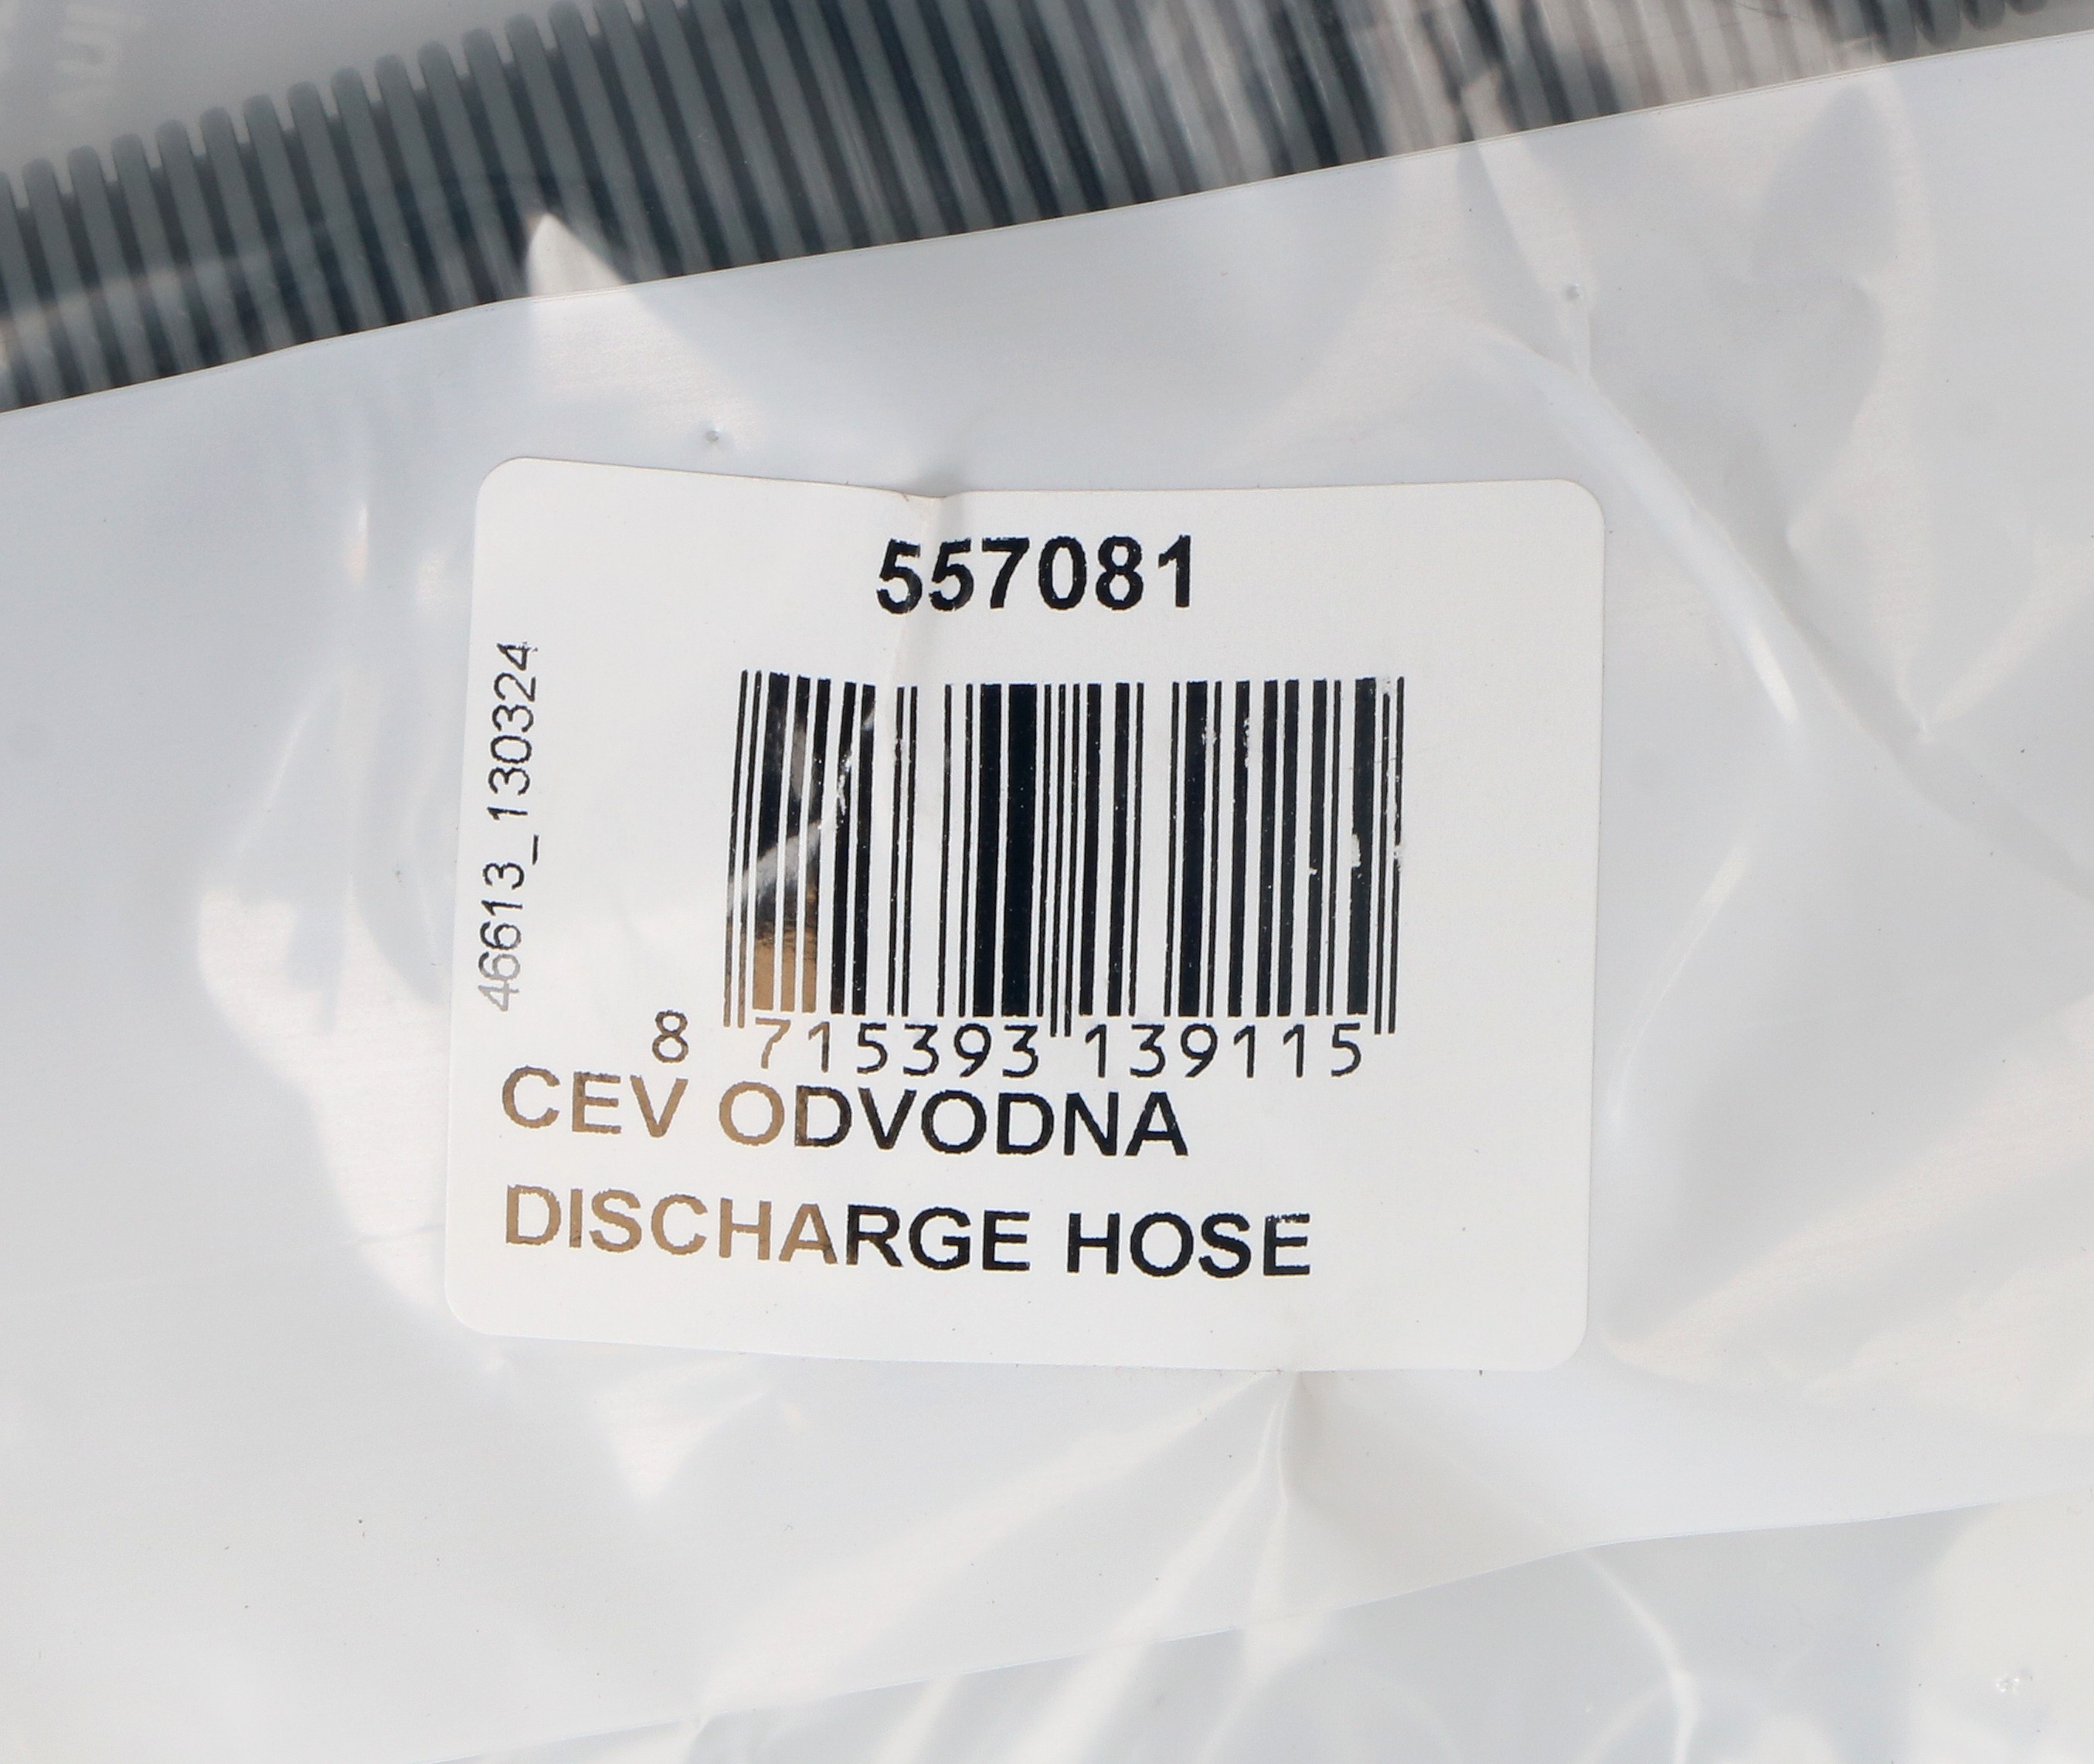 557081
46613_130324
8 715393 139115
CEV ODVODNA
DISCHARGE HOSE